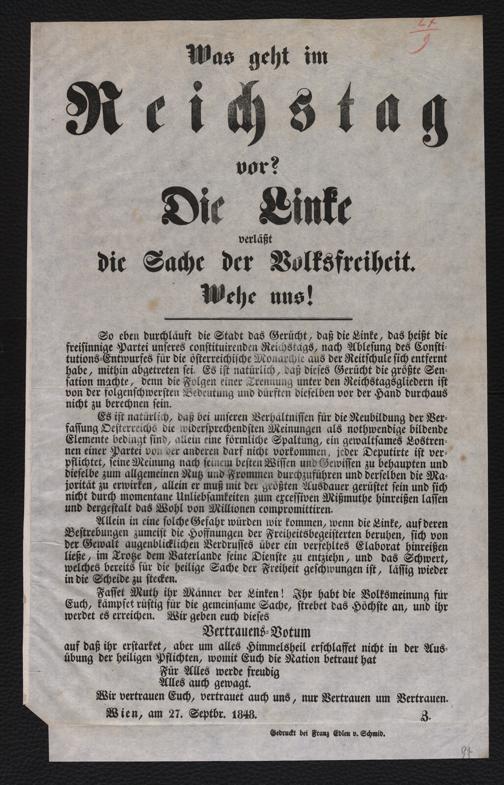 Was geht im
Reichstag
vor?
Die Linke
verläßt
die Sache der Volksfreiheit.
Wehe uns!
So eben durchläuft die Stadt das Gerücht, daß die Linke, das heißt die
freisinnige Partei unseres constituirenden Reichstags, nach Ablesung des Consti-
tutions-Entwurfes für die österreichische Monarchie aus der Reitschule sich entfernt
habe, mithin abgetreten sei. Es ist natürlich, daß dieses Gerücht die größte Sen-
sation machte, denn die Folgen einer Trennung unter den Reichstagsgliedern ist
von der folgenschwersten Bedeutung und dürften dieselben vor der Hand durchaus
nicht zu berechnen sein.
Es ist natürlich, daß bei unseren Verhältnissen für die Neubildung der Ver-
fassung Oesterreichs die widersprechendsten Meinungen als nothwendige bildende
Elemente bedingt sind, allein eine förmliche Spaltung, ein gewaltsames Lostren-
nen einer Partei von der anderen darf nicht vorkommen, jeder Deputirte ist ver-
pflichtet, seine Meinung nach seinem besten Wissen und Gewissen zu behaupten und
dieselbe zum allgemeinen Nutz und Frommen durchzuführen und derselben die Ma-
jorität zu erwirken, allein er muß mit der größten Ausdauer gerüstet sein und sich
nicht durch momentane Unliebsamkeiten zum excessiven Mißmuthe hinreißen lassen
und dergestalt das Wohl von Millionen compromittiren.
Allein in eine solche Gefahr würden wir kommen, wenn die Linke, auf deren
Bestrebungen zumeist die Hoffnungen der Freiheitsbegeisterten beruhen, sich von
der Gewalt augenblicklichen Verdrusses über ein verfehltes Elaborat hinreißen
ließe, im Trotze dem Vaterlande seine Dienste zu entziehen, und das Schwert,
welches bereits für die heilige Sache der Freiheit geschwungen ist, lässig wieder
in die Scheide zu stecken.
Fasset Muth ihr Männer der Linken! Ihr habt die Volksmeinung für
Euch, kämpfet rüstig für die gemeinsame Sache, strebet das Höchste an, und ihr
werdet es erreichen. Wir geben euch dieses
Vertrauens-Votum
auf daß ihr erstarket, aber um alles Himmelsheil erschlaffet nicht in der Aus-
übung der heiligen Pflichten, womit Euch die Nation betraut hat
Für Alles werde freudig
Alles auch gewagt.
Wir vertrauen Euch, vertrauet auch uns, nur Vertrauen um Vertrauen.
Wien, am 27. Septbr. 1848. 3.
Gedruckt bei Franz Edlen v. Schmid.